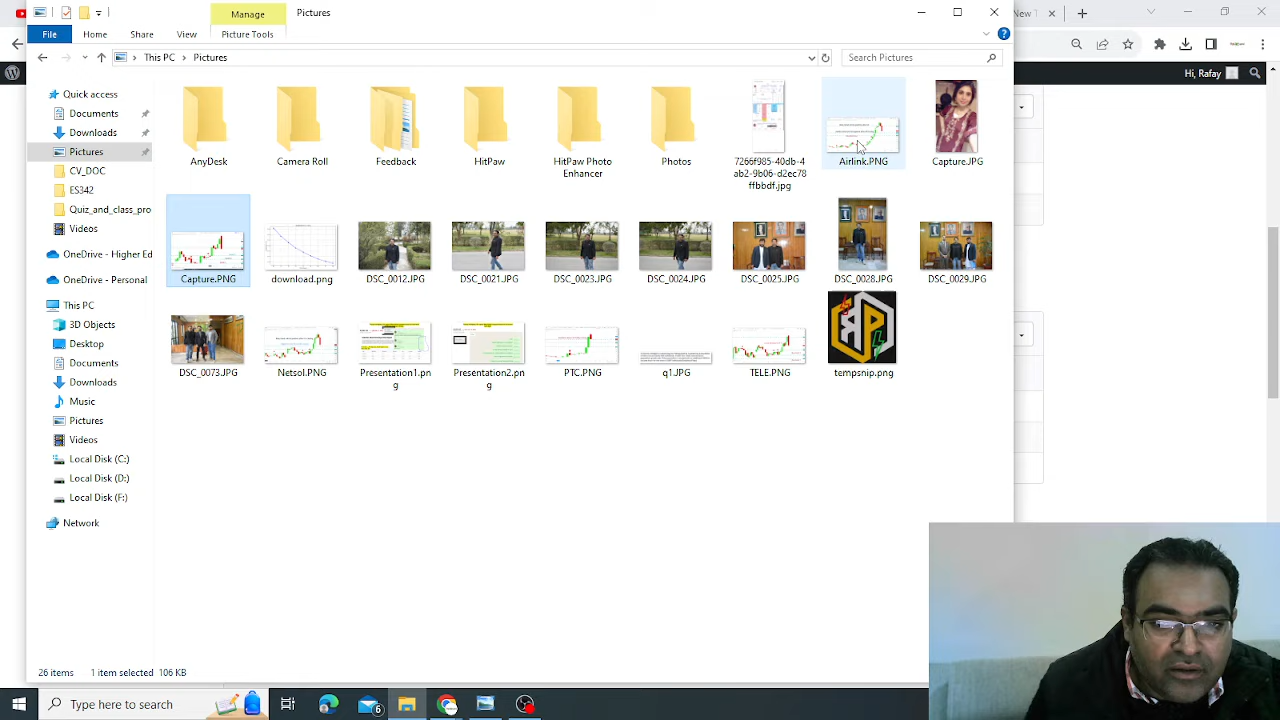 Manage
Pictures
New T
File
Home
Share
View
Picture Tools
This PC
Pictures
Search Pictures
Hi, Rafay
Quick access
Documents
Downloads
Pictures
CV_DOC
ES342
Quiz_and_class_pro
Videos
OneDrive - Higher Ed
OneDrive - Personal
This PC
3D Objects
Desktop
Documents
Downloads
Music
Pictures
Videos
Local Disk (C:)
Local Disk (D:)
Local Disk (F:)
Network
AnyDesk
Camera Roll
Feedback
HitPaw
HitPaw Photo
Enhancer
Photos
7266f985-40db-4
ab2-9b06-d2ec78
ffbbdf.jpg
Airlink.PNG
Capture.JPG
Capture.PNG
download.png
DSC_0012.JPG
DSC_0021.JPG
DSC_0023.JPG
DSC_0024.JPG
DSC_0025.JPG
DSC_0028.JPG
DSC_0029.JPG
DSC_0073.JPG
Netsol.PNG
Presentation1.pn
g
Presentation2.pn
g
PTC.PNG
q1.JPG
TELE.PNG
tempsnip.png
26 items
1 item selected
106 KB
Type here to search
6